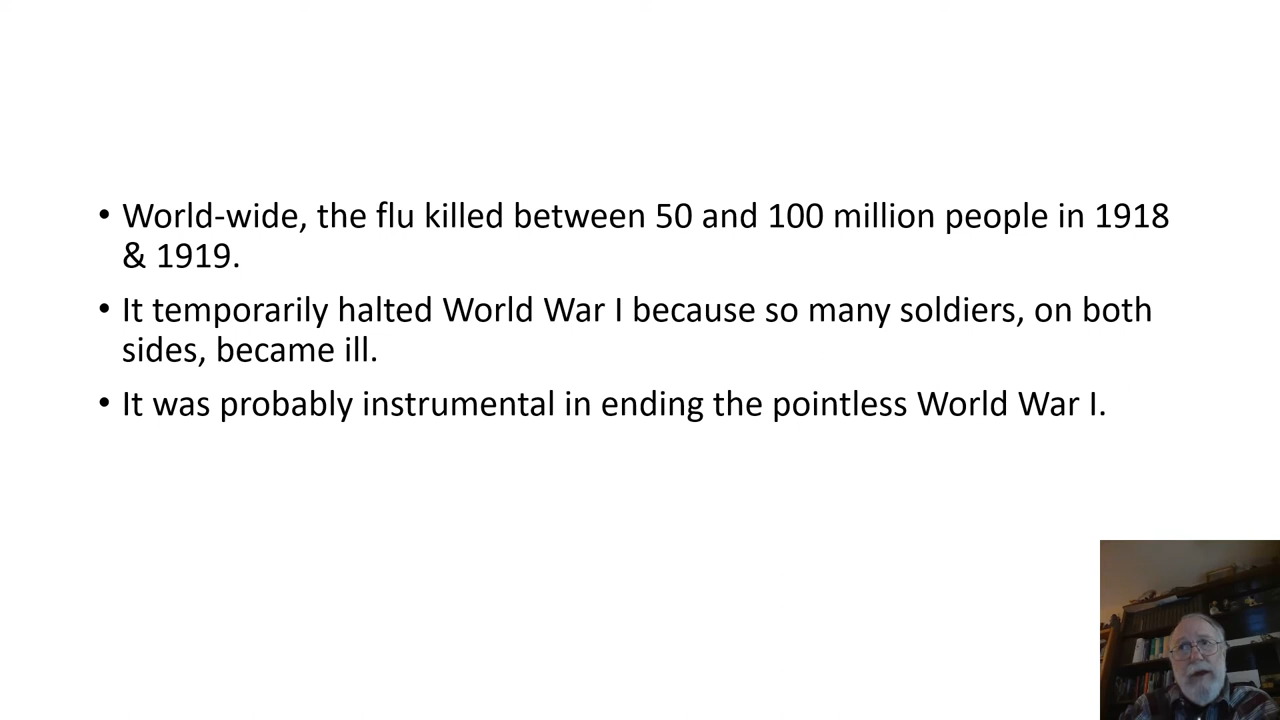 • World-wide, the flu killed between 50 and 100 million people in 1918
& 1919.
• It temporarily halted World War I because so many soldiers, on both
sides, became ill.
• It was probably instrumental in ending the pointless World War I.